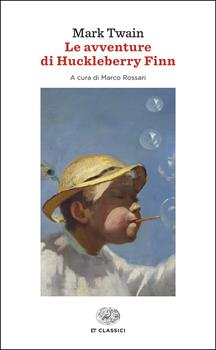 Mark Twain
Le avventure
di Huckleberry Finn
A cura di Marco Rossari
ET CLASSICI